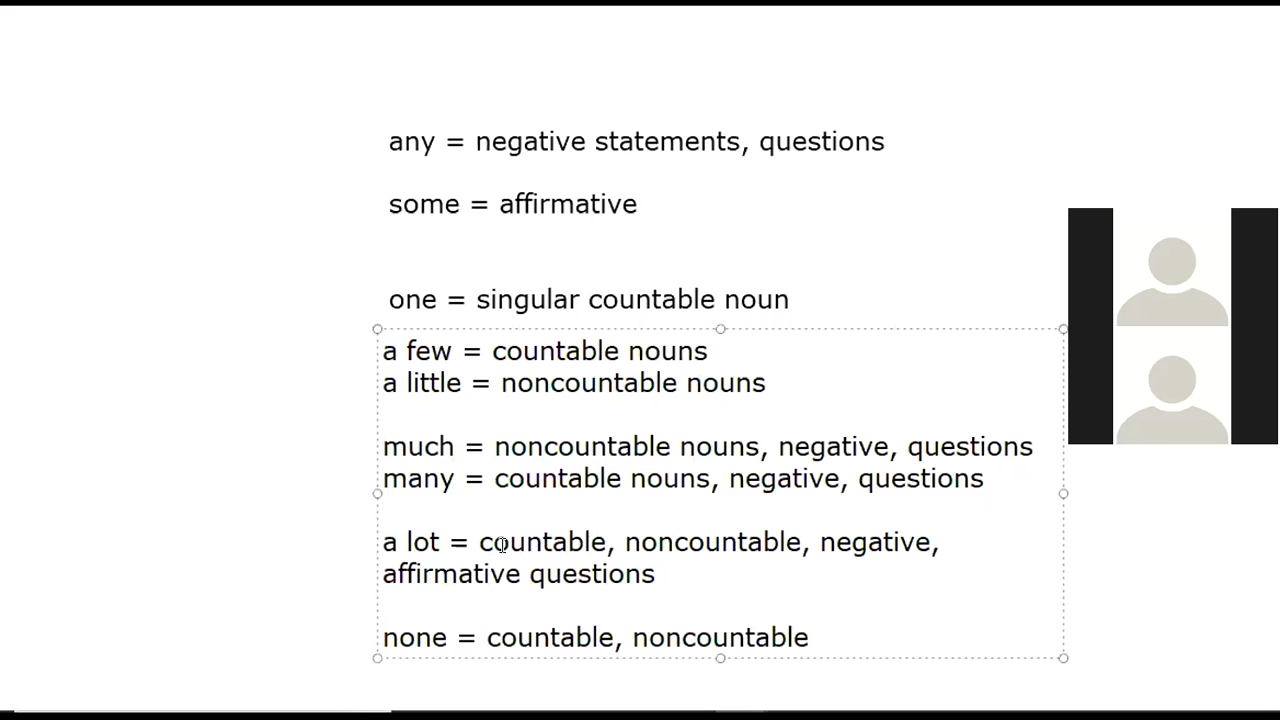 any = negative statements, questions
some = affirmative
one = singular countable noun
a few = countable nouns
a little = noncountable nouns
much = noncountable nouns, negative, questions
many = countable nouns, negative, questions
a lot = countable, noncountable, negative,
affirmative questions
none = countable, noncountable